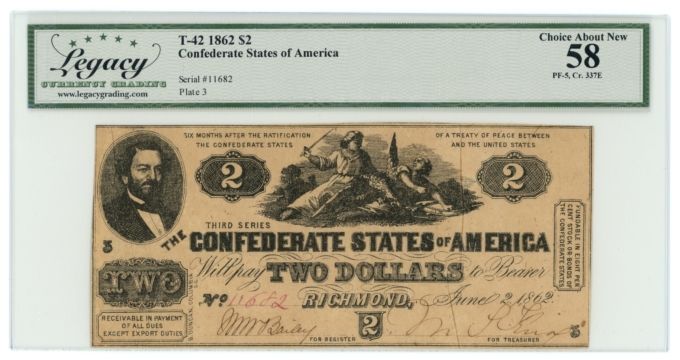 Legacy
CURRENCY GRADING
www.legacygrading.com
T-42 1862 $2
Confederate States of America
Serial #11682
Plate 3
Choice About New
58
PF-5, Cr. 337E
SIX MONTHS AFTER THE RATIFICATION OF A TREATY OF PEACE BETWEEN
THE CONFEDERATE STATES AND THE UNITED STATES
2 2
THIRD SERIES
3
THE CONFEDERATE STATES OF AMERICA
TWO
Will pay TWO DOLLARS to Bearer
No 11682 RICHMOND, June 2, 1862.
RECEIVABLE IN PAYMENT
OF ALL DUES
EXCEPT EXPORT DUTIES
FOR REGISTER 2 FOR TREASURER
3
B. DUNCAN, COLUMBIA, S.C.
FUNDABLE IN EIGHT PER
CENT STOCK OR BONDS OF
THE CONFEDERATE STATES